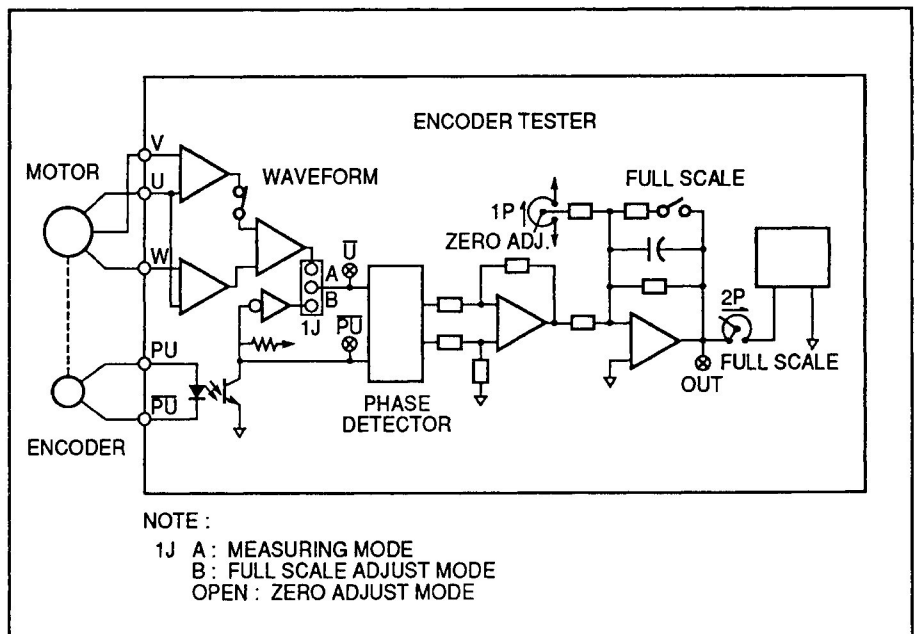 ENCODER TESTER
V
MOTOR
U
WAVEFORM
FULL SCALE
1P
ZERO ADJ.
W
A
B
1J
U̅
P̅U̅
2P
FULL SCALE
OUT
PU
P̅U̅
PHASE
DETECTOR
ENCODER
NOTE :
1J A : MEASURING MODE
B : FULL SCALE ADJUST MODE
OPEN : ZERO ADJUST MODE